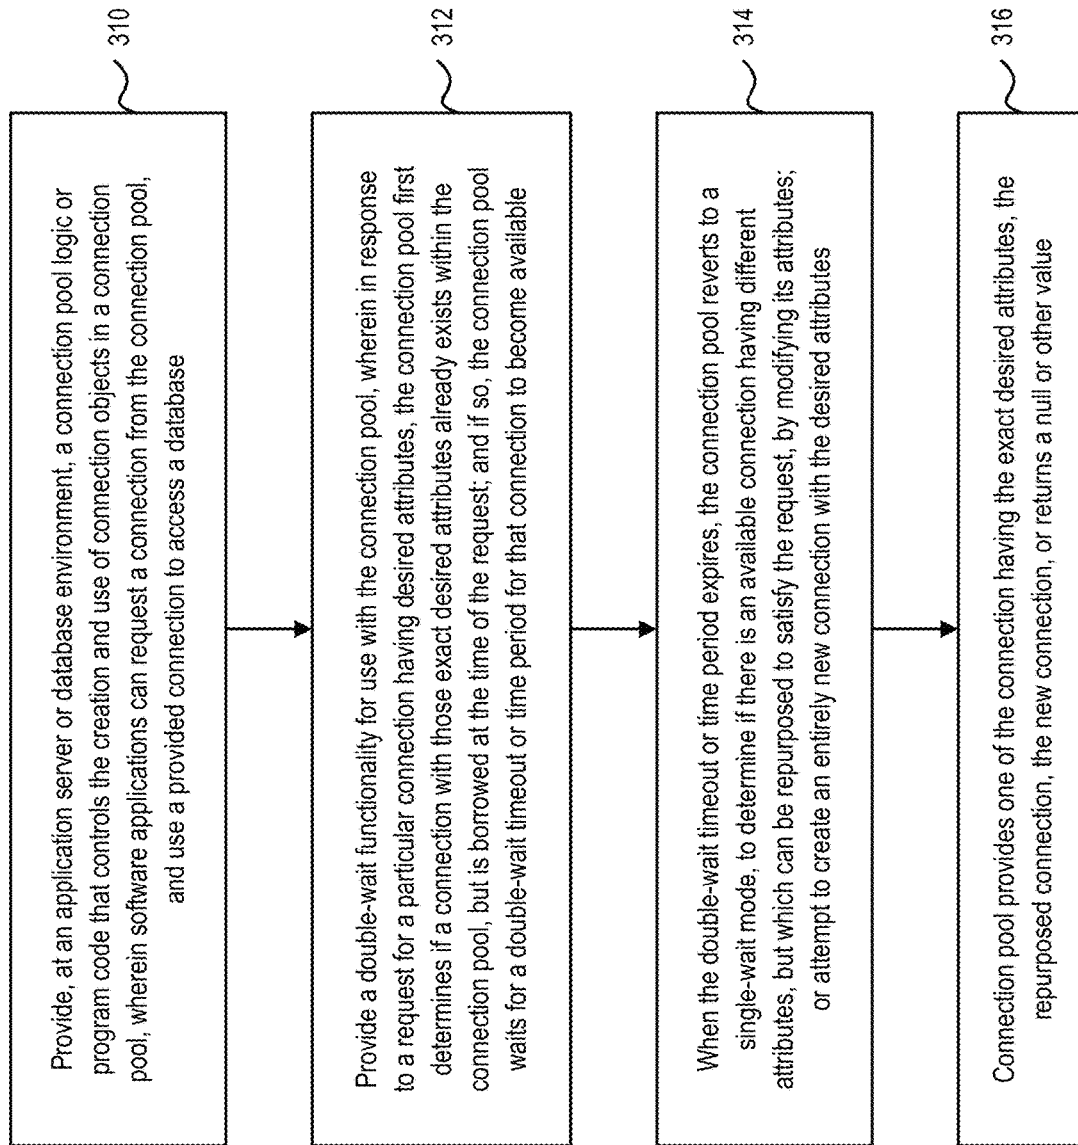 Provide, at an application server or database environment, a connection pool logic or
program code that controls the creation and use of connection objects in a connection
pool, wherein software applications can request a connection from the connection pool,
and use a provided connection to access a database
310
Provide a double-wait functionality for use with the connection pool, wherein in response
to a request for a particular connection having desired attributes, the connection pool first
determines if a connection with those exact desired attributes already exists within the
connection pool, but is borrowed at the time of the request; and if so, the connection pool
waits for a double-wait timeout or time period for that connection to become available
312
When the double-wait timeout or time period expires, the connection pool reverts to a
single-wait mode, to determine if there is an available connection having different
attributes, but which can be repurposed to satisfy the request, by modifying its attributes;
or attempt to create an entirely new connection with the desired attributes
314
Connection pool provides one of the connection having the exact desired attributes, the
repurposed connection, the new connection, or returns a null or other value
316